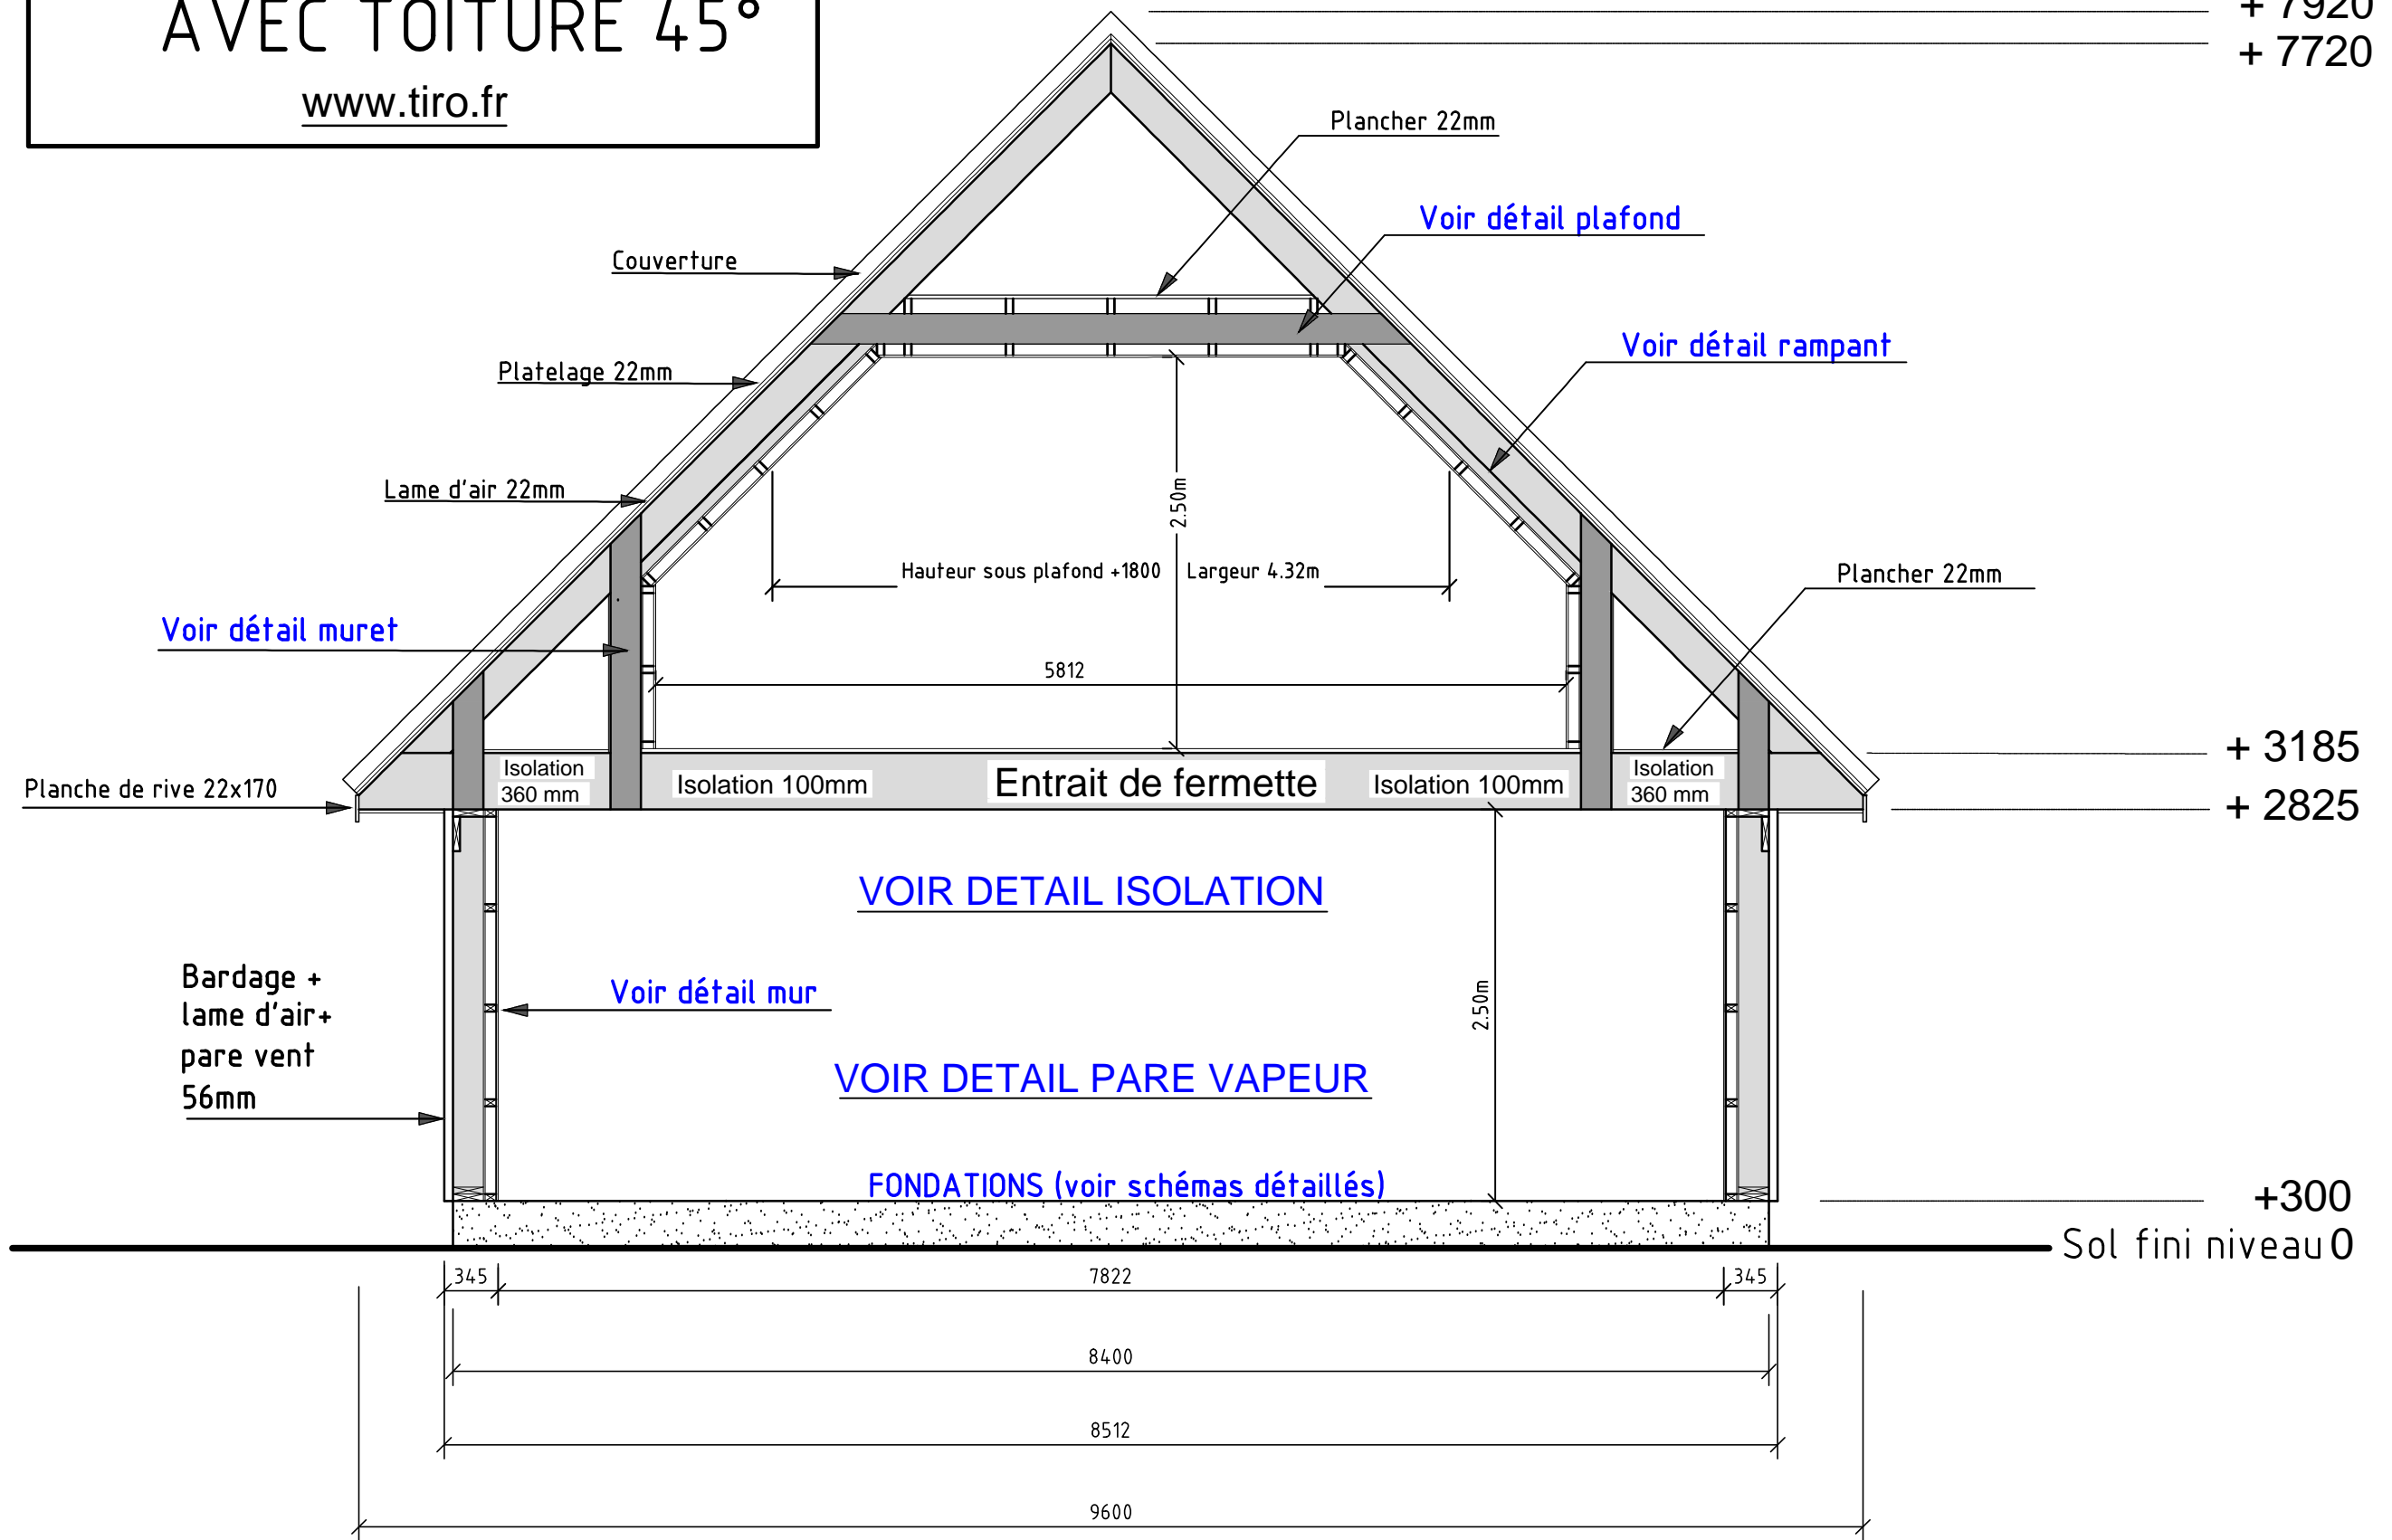 AVEC TOITURE 45°
www.tiro.fr
+ 7920
+ 7720
Plancher 22mm
Voir détail plafond
Couverture
Voir détail rampant
Platelage 22mm
Lame d'air 22mm
2.50m
Hauteur sous plafond +1800
Largeur 4.32m
Plancher 22mm
Voir détail muret
5812
+ 3185
Planche de rive 22x170
Isolation
360 mm
Isolation 100mm
Entrait de fermette
Isolation 100mm
Isolation
360 mm
+ 2825
VOIR DETAIL ISOLATION
Bardage +
lame d'air+
pare vent
56mm
Voir détail mur
2.50m
VOIR DETAIL PARE VAPEUR
FONDATIONS (voir schémas détaillés)
+300
Sol fini niveau 0
345
7822
345
8400
8512
9600